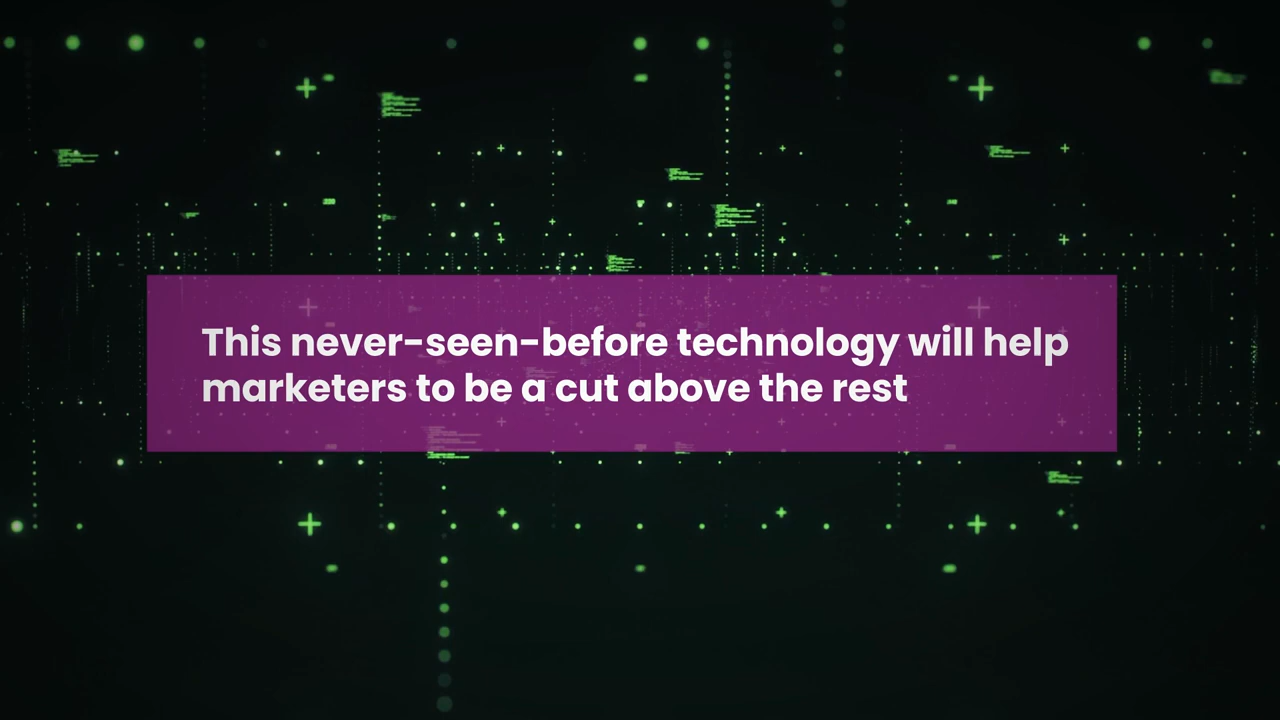 This never-seen-before technology will help
marketers to be a cut above the rest